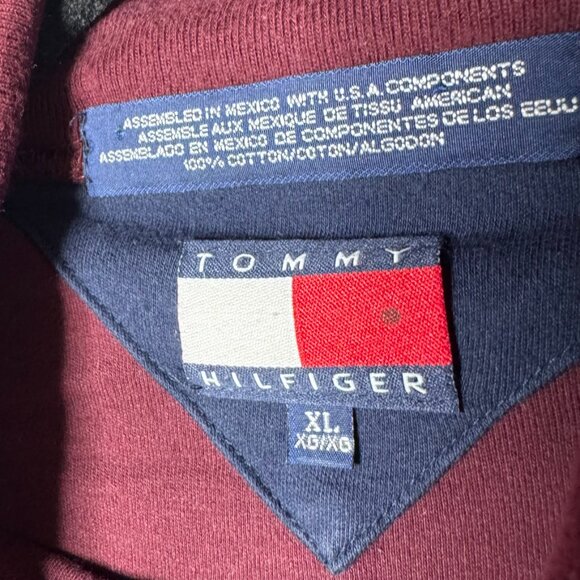 ASSEMBLED IN MEXICO WITH U.S.A. COMPONENTS
ASSEMBLE AUX MEXIQUE DE TISSU AMERICAN
ASSEMBLADO EN MEXICO DE COMPONENTES DE LOS EEUU
100% COTTON/COTON/ALGODON
TOMMY
HILFIGER
XL
XG/XG